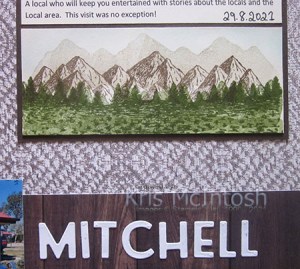 A local who will keep you entertained with stories about the locals and the
Local area. This visit was no exception!
29.8.2021
Kris McIntosh
MITCHELL